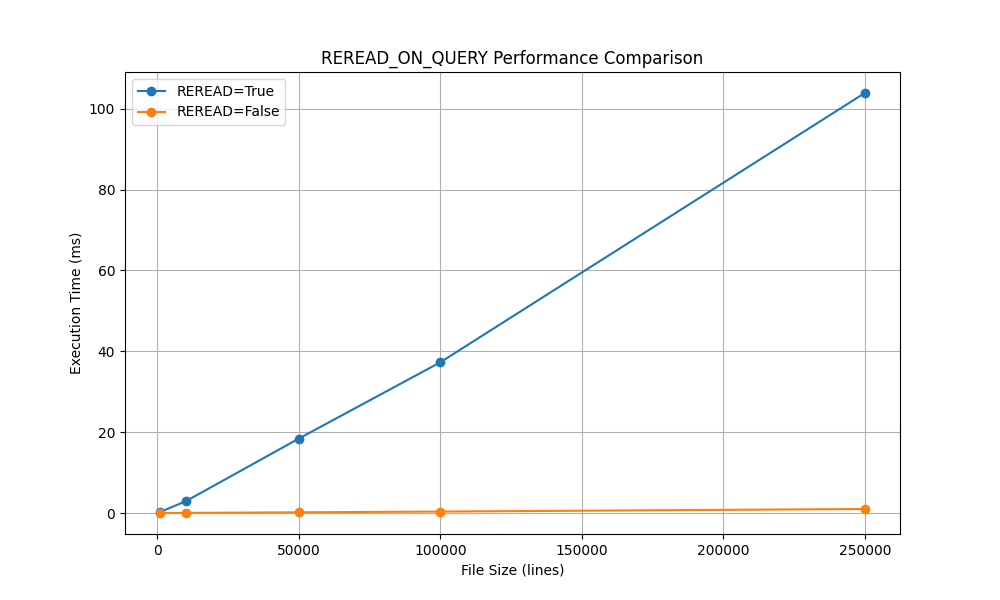 REREAD_ON_QUERY Performance Comparison
REREAD=True
REREAD=False
Execution Time (ms)
100
80
60
40
20
0
0 50000 100000 150000 200000 250000
File Size (lines)